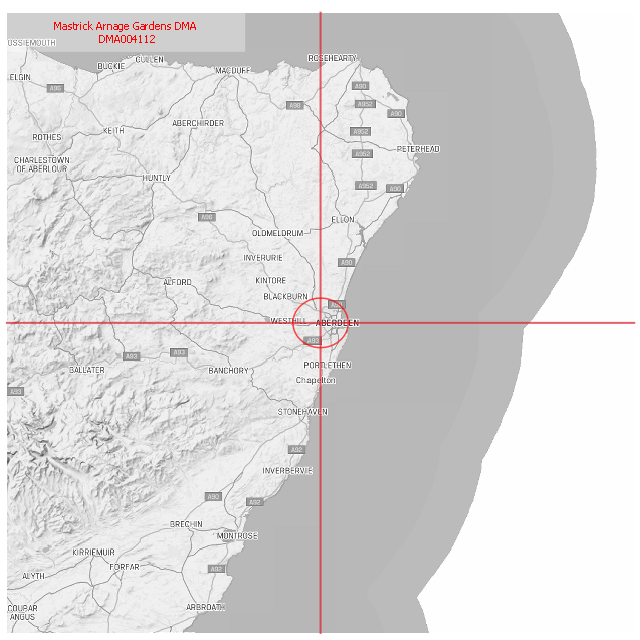 Mastrick Arnage Gardens DMA
DMA004112
CULLEN
ROSEHEARTY
BUCKIE
MACDUFF
ELGIN
A96
A90
A98
A952
A90
ABERCHIRDER
KEITH
A952
ROTHES
PETERHEAD
A952
CHARLESTOWN
OF ABERLOUR
HUNTLY
A952
A90
A96
ELLON
OLDMELDRUM
INVERURIE
A90
KINTORE
ALFORD
BLACKBURN
WESTHILL
ABERDEEN
A93
A93
A93
PORTLETHEN
BALLATER
BANCHORY
Chapelton
A93
STONEHAVEN
A92
INVERBERVIE
A90
A92
BRECHIN
MONTROSE
KIRRIEMUIR
FORFAR
A92
ALYTH
COUPAR
ANGUS
ARBROATH